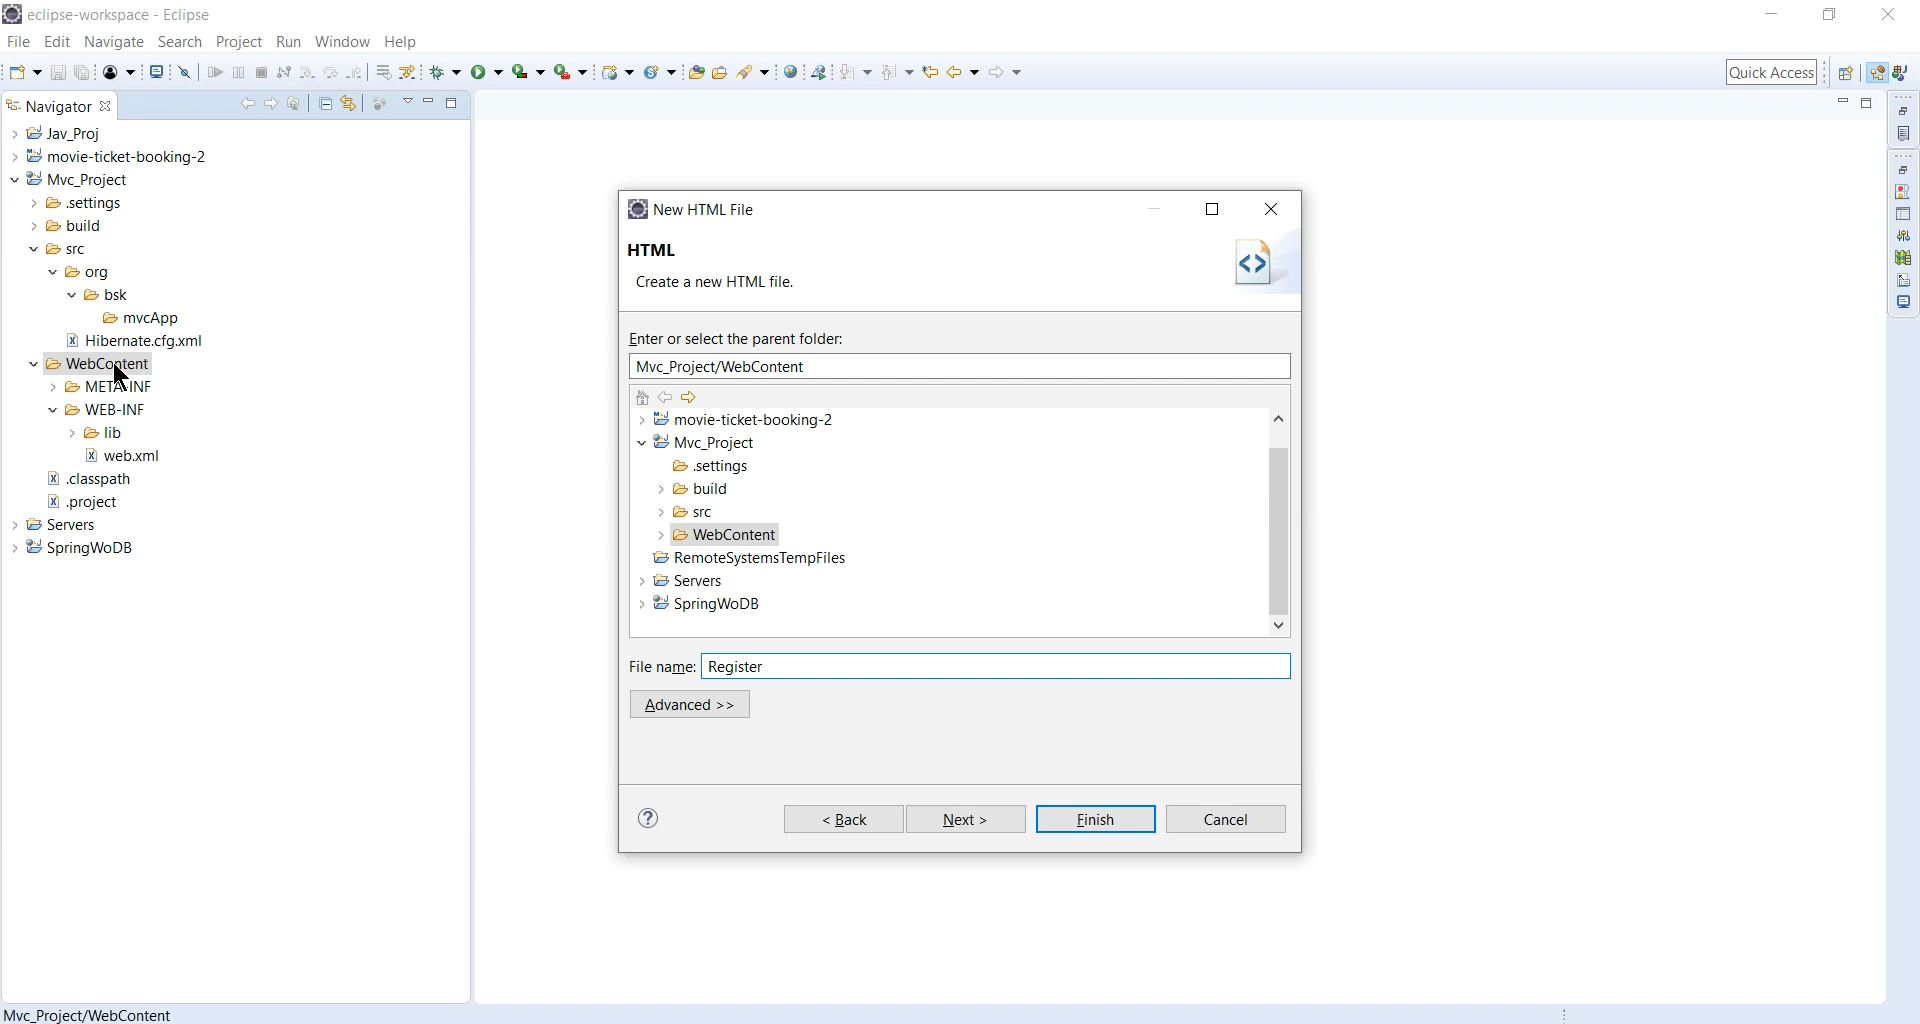 eclipse-workspace - Eclipse
File Edit Navigate Search Project Run Window Help
Quick Access
Navigator
Jav_Proj
movie-ticket-booking-2
Mvc_Project
.settings
build
src
org
bsk
mvcApp
Hibernate.cfg.xml
WebContent
META-INF
WEB-INF
lib
web.xml
.classpath
.project
Servers
SpringWoDB
New HTML File
HTML
Create a new HTML file.
Enter or select the parent folder:
Mvc_Project/WebContent
movie-ticket-booking-2
Mvc_Project
.settings
build
src
WebContent
RemoteSystemsTempFiles
Servers
SpringWoDB
File name: Register
Advanced >>
< Back Next > Finish Cancel
Mvc_Project/WebContent